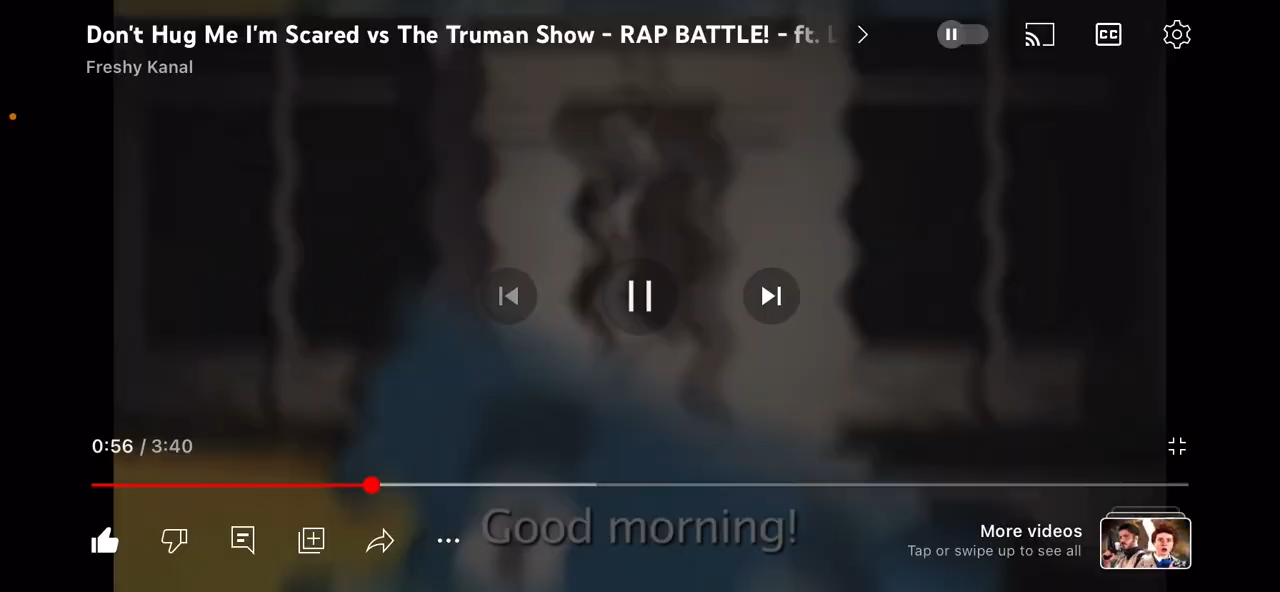 Don't Hug Me I'm Scared vs The Truman Show - RAP BATTLE! - ft.
Freshy Kanal
CC
0:56 / 3:40
Good morning!
More videos
Tap or swipe up to see all